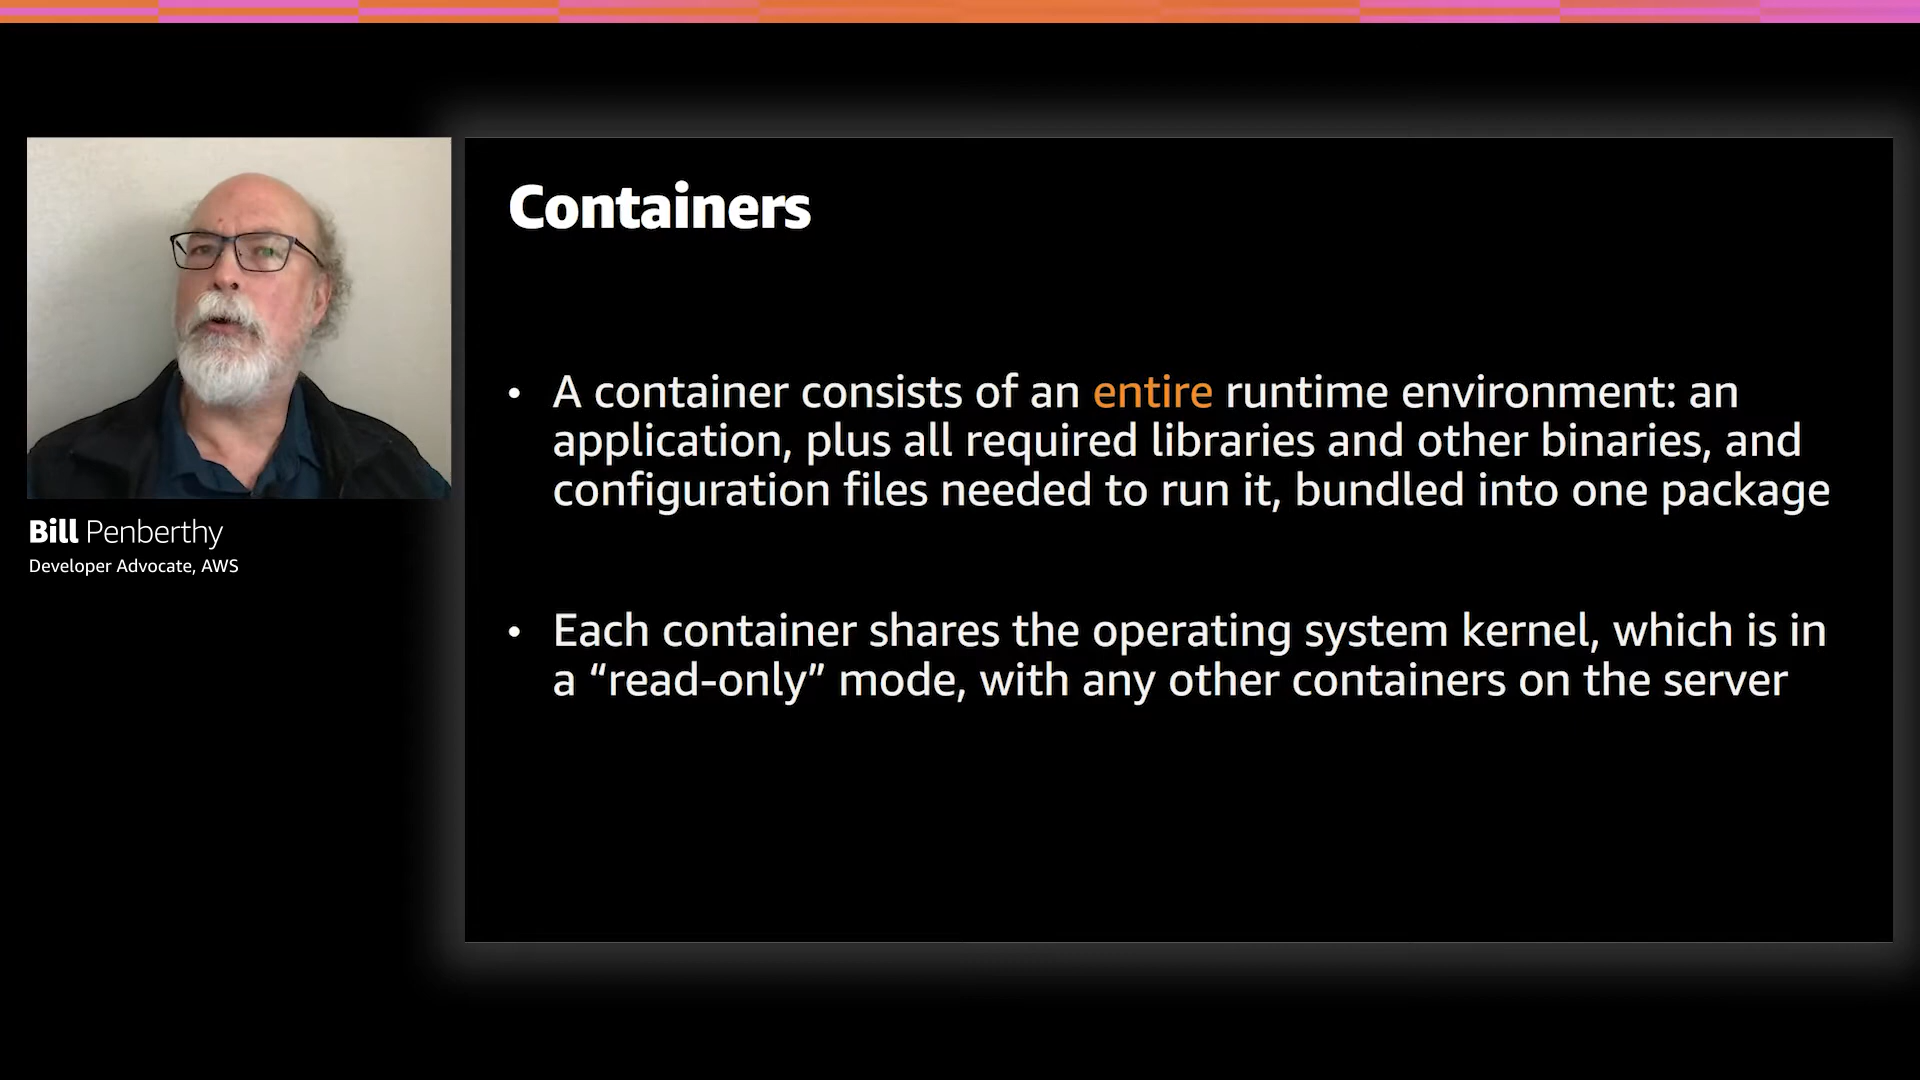 Containers
• A container consists of an entire runtime environment: an
application, plus all required libraries and other binaries, and
configuration files needed to run it, bundled into one package
• Each container shares the operating system kernel, which is in
a “read-only” mode, with any other containers on the server
Bill Penberthy
Developer Advocate, AWS